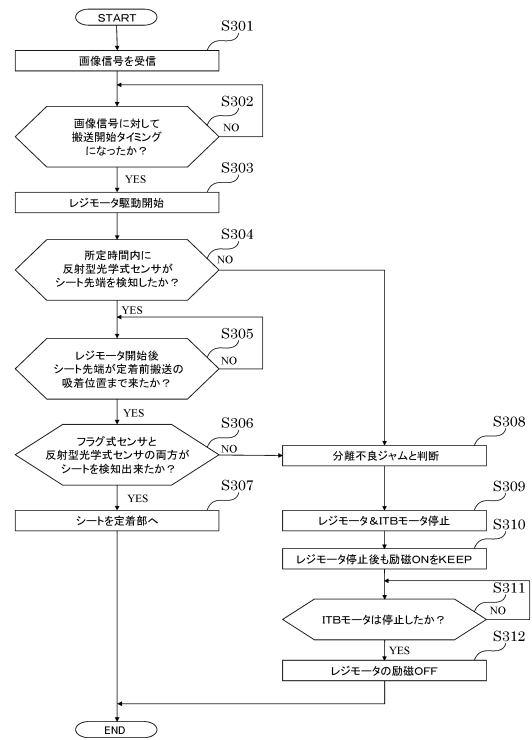 START
S301
画像信号を受信
S302
画像信号に対して
搬送開始タイミング
になったか？
NO
YES
S303
レジモータ駆動開始
S304
所定時間内に
反射型光学式センサが
シート先端を検知したか？
NO
YES
S305
レジモータ開始後
シート先端が定着前搬送の
吸着位置まで来たか？
NO
YES
S306
フラグ式センサと
反射型光学式センサの両方が
シートを検知出来たか？
NO
YES
S307
シートを定着部へ
S308
分離不良ジャムと判断
S309
レジモータ＆ITBモータ停止
S310
レジモータ停止後も励磁ONをKEEP
S311
ITBモータは停止したか？
NO
YES
S312
レジモータの励磁OFF
END